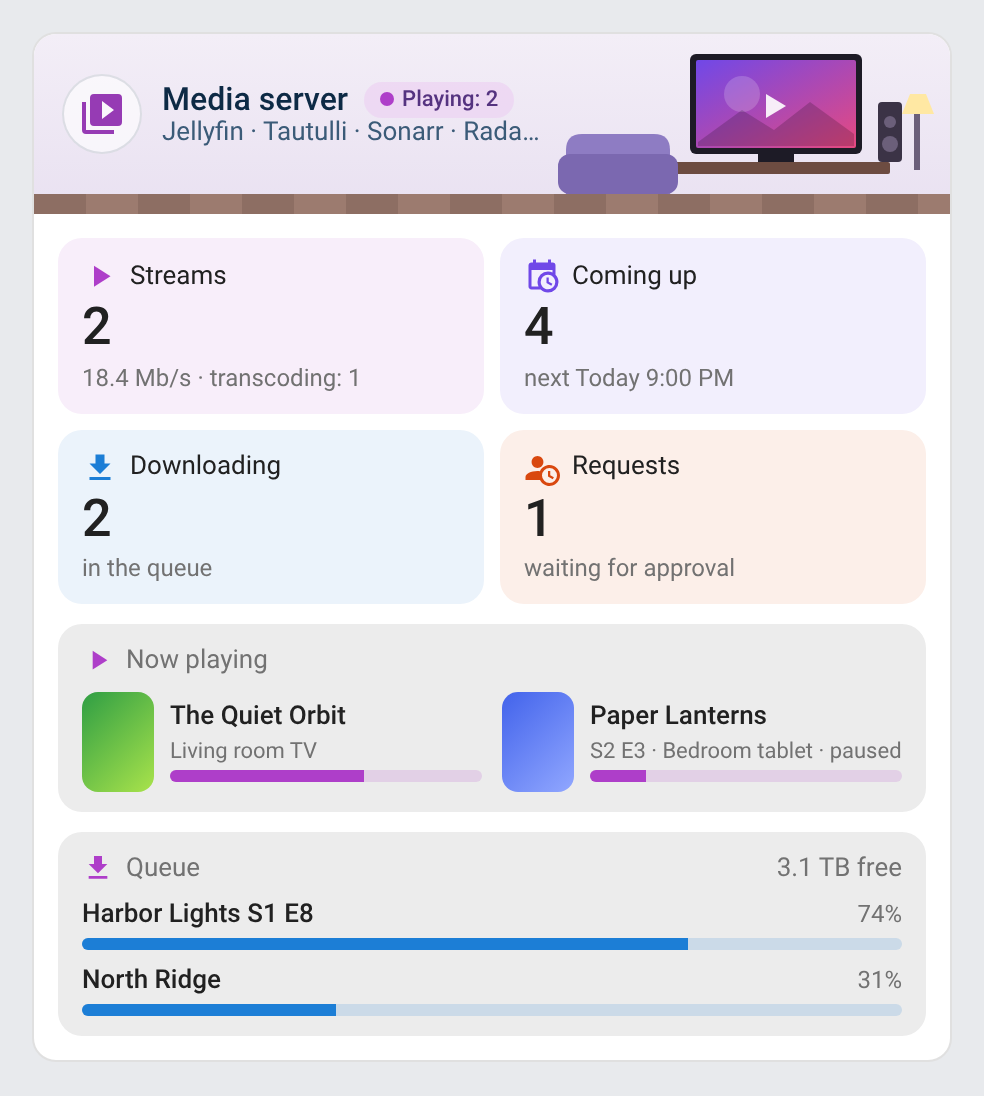 Media server
Playing: 2
Jellyfin · Tautulli · Sonarr · Rada…
Streams
2
18.4 Mb/s · transcoding: 1
Coming up
4
next Today 9:00 PM
Downloading
2
in the queue
Requests
1
waiting for approval
Now playing
The Quiet Orbit
Living room TV
Paper Lanterns
S2 E3 · Bedroom tablet · paused
Queue
3.1 TB free
Harbor Lights S1 E8
74%
North Ridge
31%